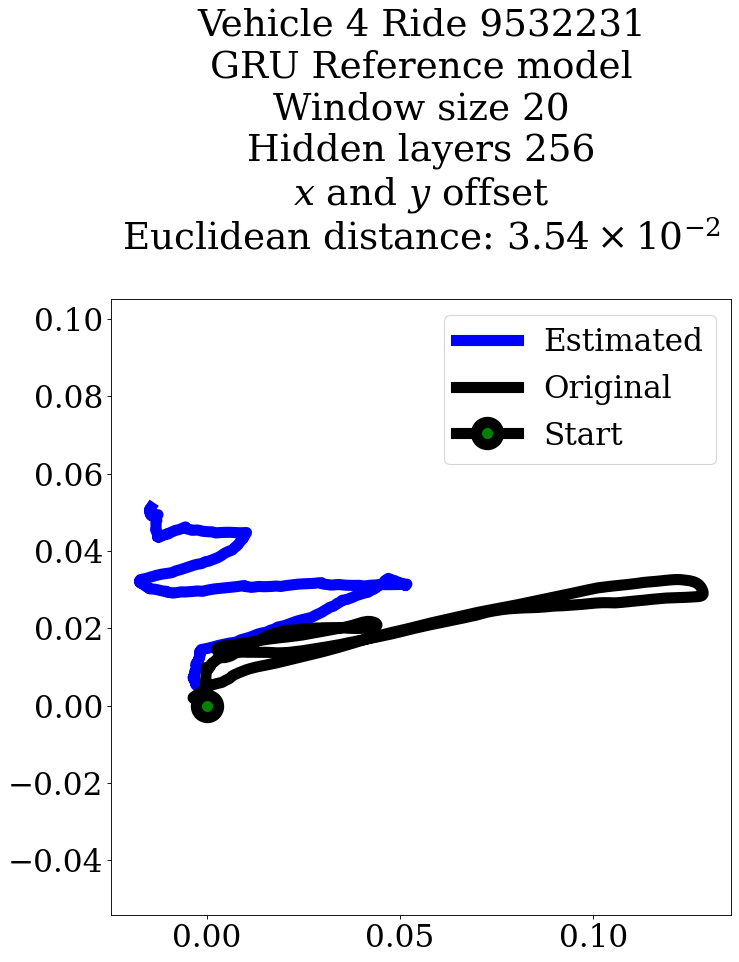 Vehicle 4 Ride 9532231
GRU Reference model
Window size 20
Hidden layers 256
x and y offset
Euclidean distance: 3.54 × 10⁻²
0.10
0.08
0.06
0.04
0.02
0.00
−0.02
−0.04
Estimated
Original
Start
0.00 0.05 0.10